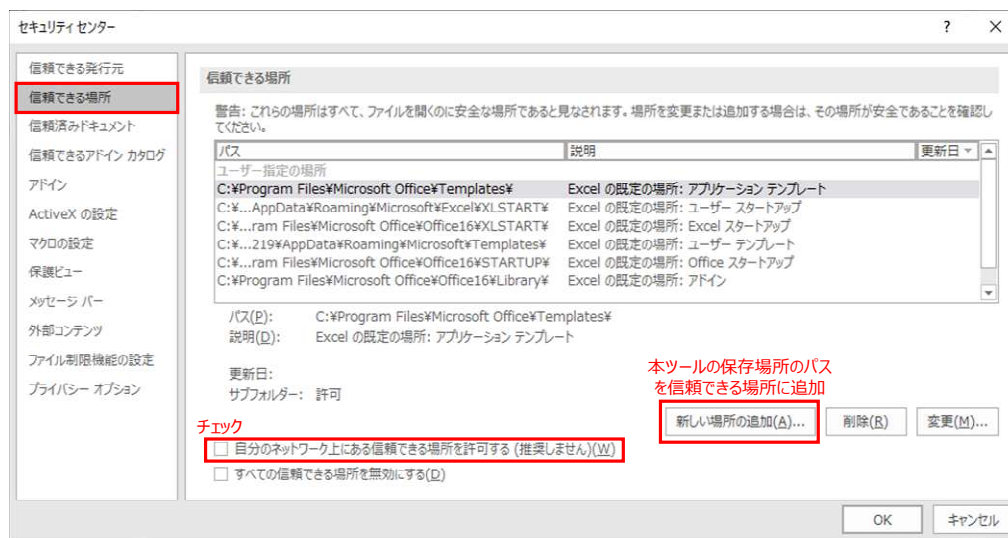 セキュリティ センター
? ×
信頼できる発行元
信頼できる場所
信頼済みドキュメント
信頼できるアドイン カタログ
アドイン
ActiveX の設定
マクロの設定
保護ビュー
メッセージ バー
外部コンテンツ
ファイル制限機能の設定
プライバシー オプション
信頼できる場所
警告: これらの場所はすべて、ファイルを開くのに安全な場所であると見なされます。場所を変更または追加する場合は、その場所が安全であることを確認し
てください。
パス 説明 更新日
ユーザー指定の場所
C:¥Program Files¥Microsoft Office¥Templates¥ Excel の既定の場所: アプリケーション テンプレート
C:¥...AppData¥Roaming¥Microsoft¥Excel¥XLSTART¥ Excel の既定の場所: ユーザー スタートアップ
C:¥...ram Files¥Microsoft Office¥Office16¥XLSTART¥ Excel の既定の場所: Excel スタートアップ
C:¥...219¥AppData¥Roaming¥Microsoft¥Templates¥ Excel の既定の場所: ユーザー テンプレート
C:¥...ram Files¥Microsoft Office¥Office16¥STARTUP¥ Excel の既定の場所: Office スタートアップ
C:¥Program Files¥Microsoft Office¥Office16¥Library¥ Excel の既定の場所: アドイン
パス(P): C:¥Program Files¥Microsoft Office¥Templates¥
説明(D): Excel の既定の場所: アプリケーション テンプレート
更新日:
サブフォルダー: 許可
本ツールの保存場所のパス
を信頼できる場所に追加
新しい場所の追加(A)... 削除(R) 変更(M)...
チェック
自分のネットワーク上にある信頼できる場所を許可する (推奨しません)(W)
すべての信頼できる場所を無効にする(D)
OK キャンセル